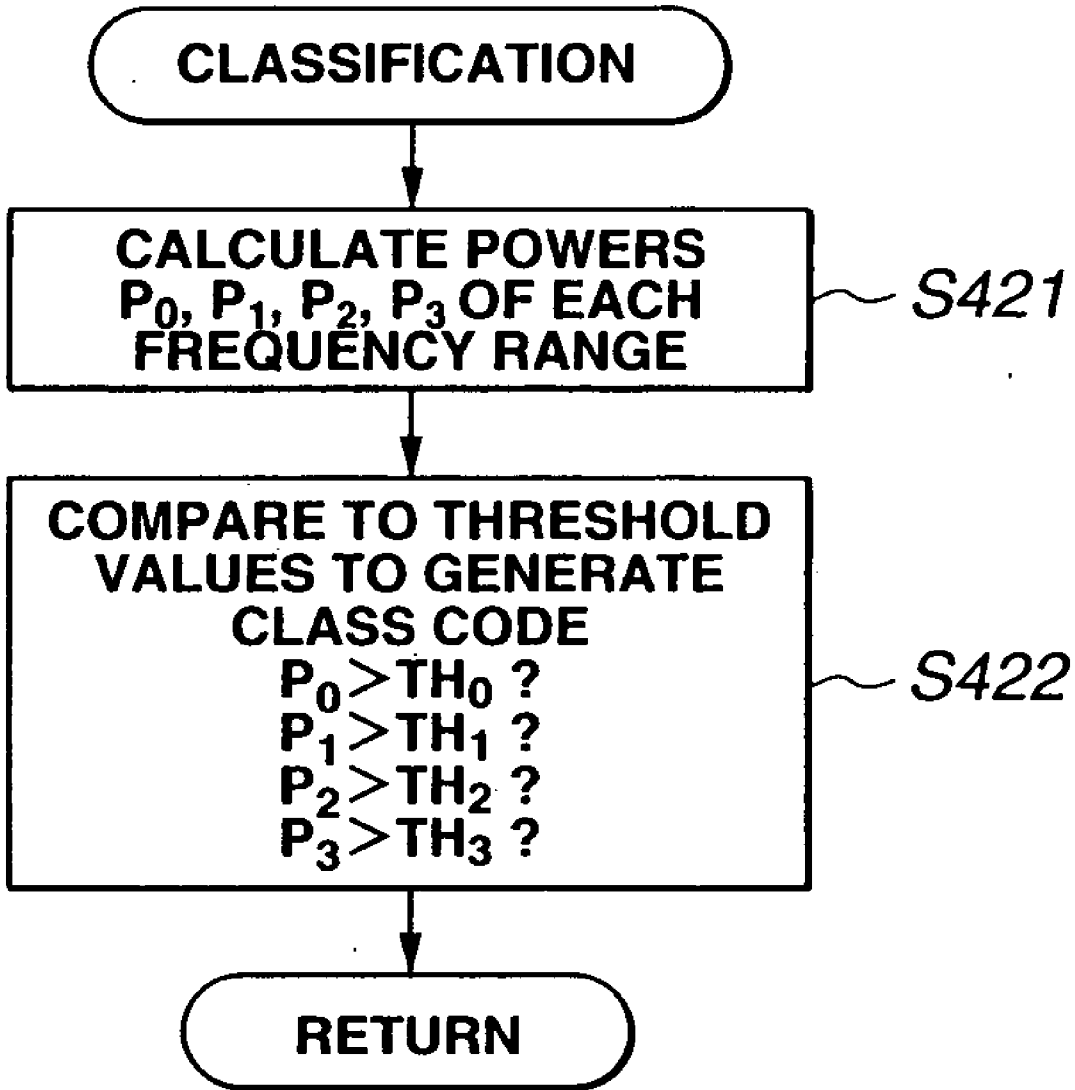 CLASSIFICATION
CALCULATE POWERS
P₀, P₁, P₂, P₃ OF EACH
FREQUENCY RANGE
S421
COMPARE TO THRESHOLD
VALUES TO GENERATE
CLASS CODE
P₀ > TH₀ ?
P₁ > TH₁ ?
P₂ > TH₂ ?
P₃ > TH₃ ?
S422
RETURN